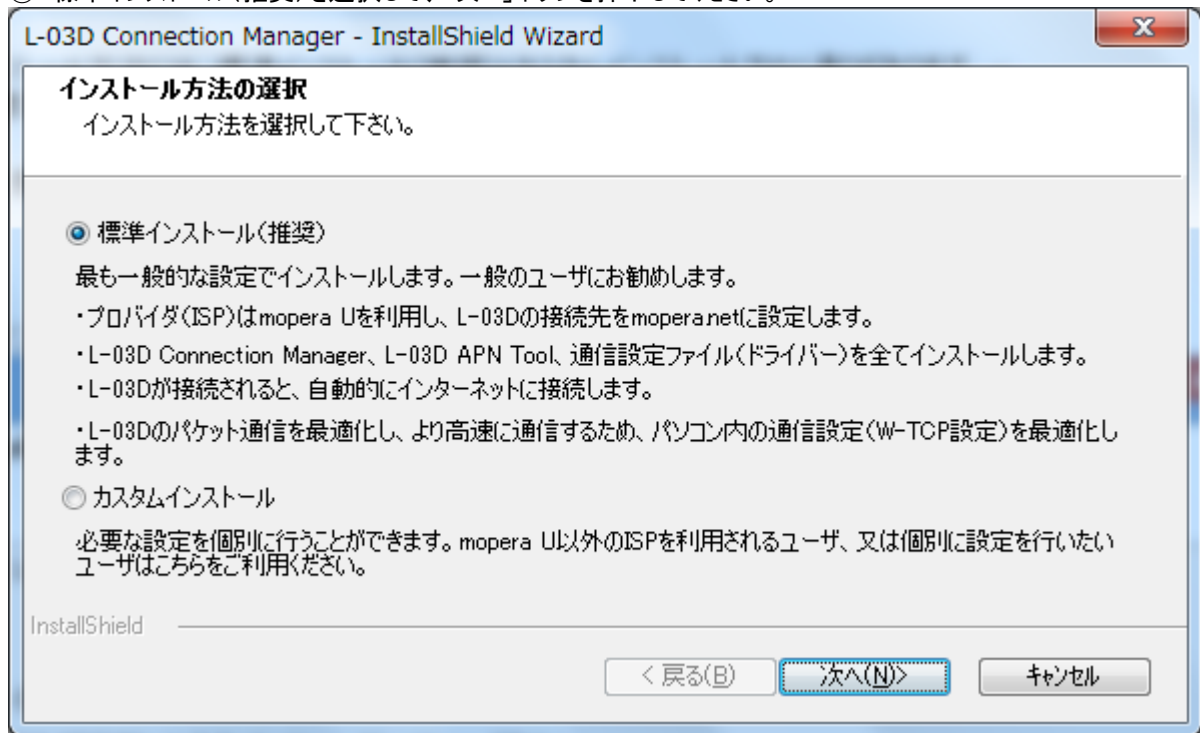 標準インストール(推奨)を選択して、
L-03D Connection Manager - InstallShield Wizard
インストール方法の選択
インストール方法を選択して下さい。
標準インストール(推奨)
最も一般的な設定でインストールします。一般のユーザにお勧めします。
・プロバイダ(ISP)はmopera Uを利用し、L-03Dの接続先をmopera.netに設定します。
・L-03D Connection Manager、L-03D APN Tool、通信設定ファイル(ドライバー)を全てインストールします。
・L-03Dが接続されると、自動的にインターネットに接続します。
・L-03Dのパケット通信を最適化し、より高速に通信するため、パソコン内の通信設定(W-TCP設定)を最適化し
ます。
カスタムインストール
必要な設定を個別に行うことができます。mopera U以外のISPを利用されるユーザ、又は個別に設定を行いたい
ユーザはこちらをご利用ください。
InstallShield
< 戻る(B)
次へ(N)>
キャンセル